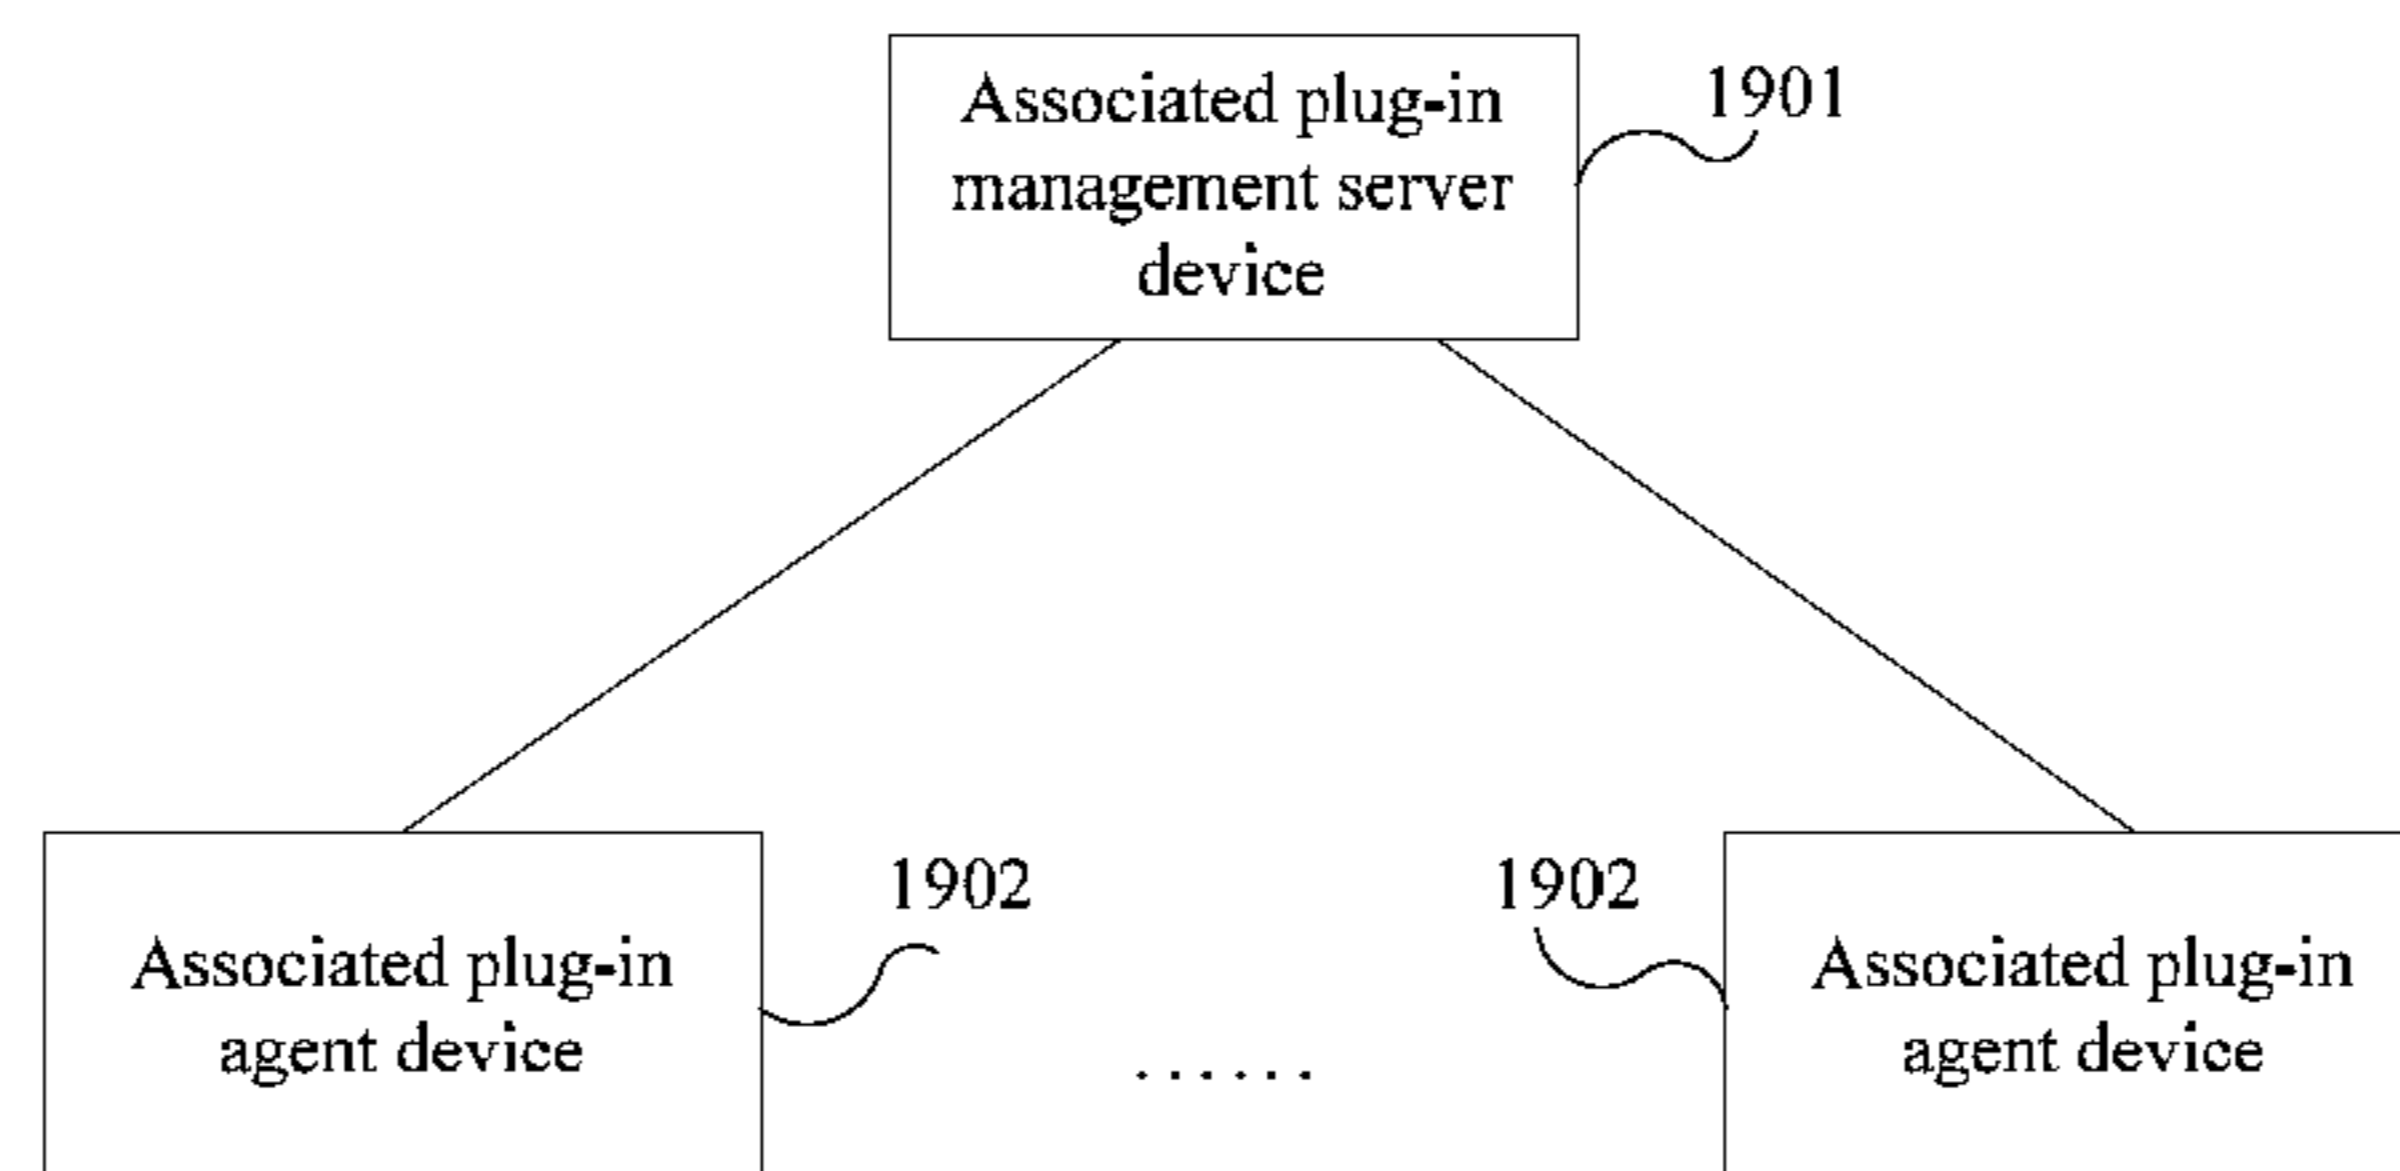 Associated plug-in
management server
device
1901
1902
1902
Associated plug-in
agent device
......
Associated plug-in
agent device